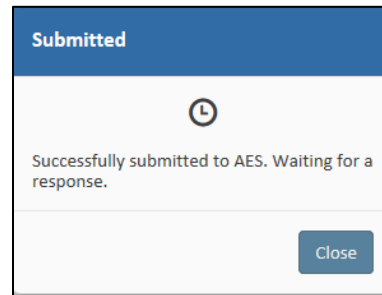 Submitted
Successfully submitted to AES. Waiting for a
response.
Close